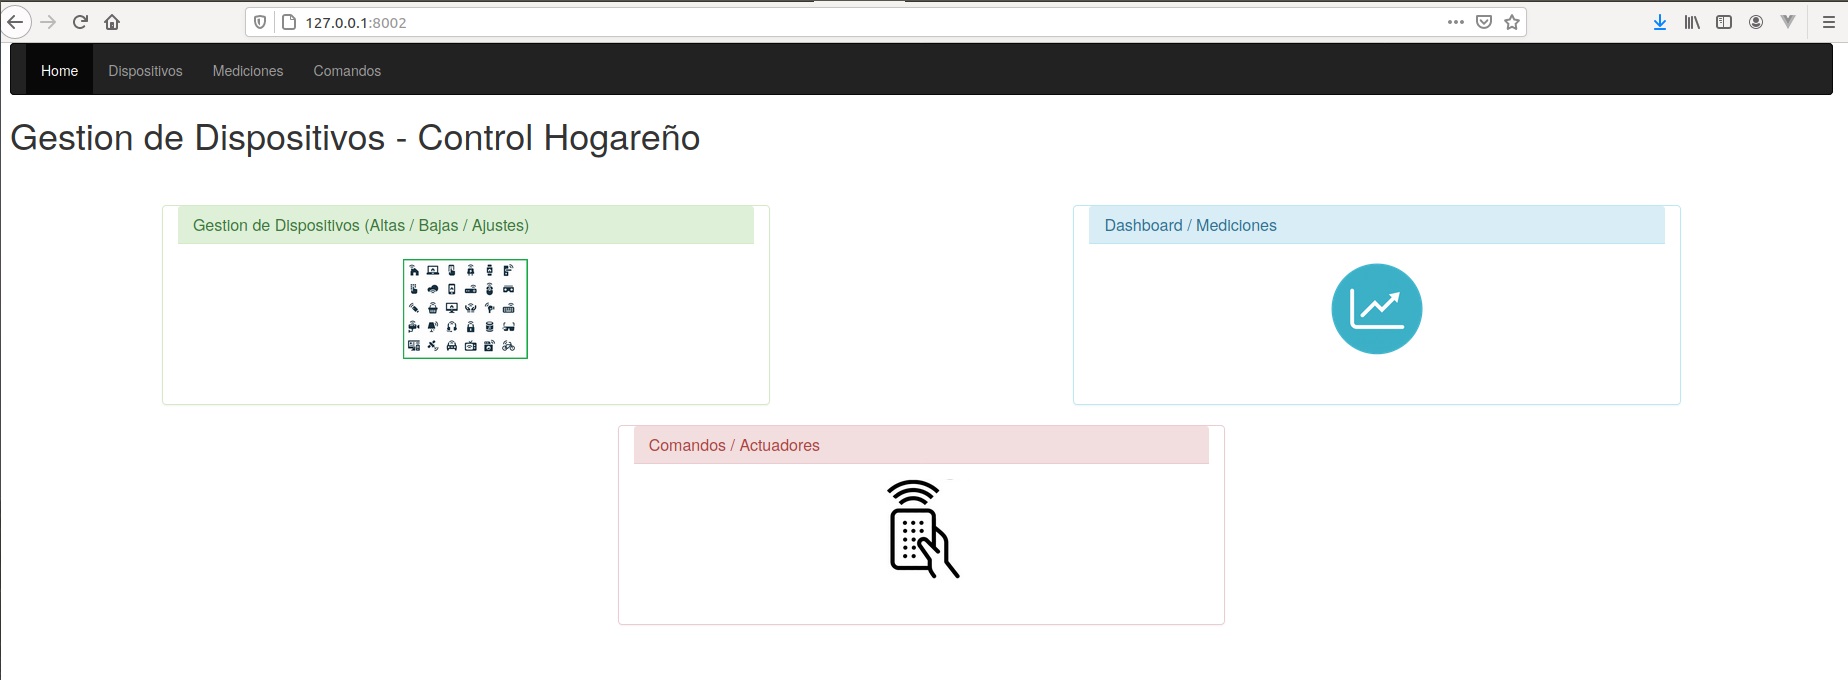 127.0.0.1:8002
Home Dispositivos Mediciones Comandos
Gestion de Dispositivos - Control Hogareño
Gestion de Dispositivos (Altas / Bajas / Ajustes)
Dashboard / Mediciones
Comandos / Actuadores